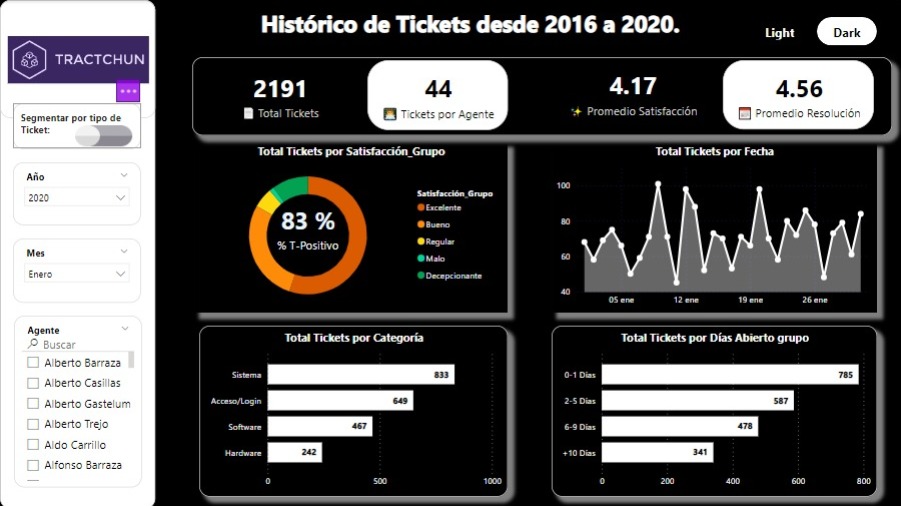 Histórico de Tickets desde 2016 a 2020.
Light
Dark
TRACTCHUN
Segmentar por tipo de
Ticket:
Año
2020
Mes
Enero
Agente
Buscar
Alberto Barraza
Alberto Casillas
Alberto Gastelum
Alberto Trejo
Aldo Carrillo
Alfonso Barraza
2191
Total Tickets
44
Tickets por Agente
4.17
Promedio Satisfacción
4.56
Promedio Resolución
Total Tickets por Satisfacción_Grupo
83 %
% T-Positivo
Satisfacción_Grupo
Excelente
Bueno
Regular
Malo
Decepcionante
Total Tickets por Fecha
100
80
60
40
05 ene
12 ene
19 ene
26 ene
Total Tickets por Categoría
Sistema
833
Acceso/Login
649
Software
467
Hardware
242
0
500
1000
Total Tickets por Días Abierto grupo
0-1 Días
785
2-5 Días
587
6-9 Días
478
+10 Días
341
0
200
400
600
800